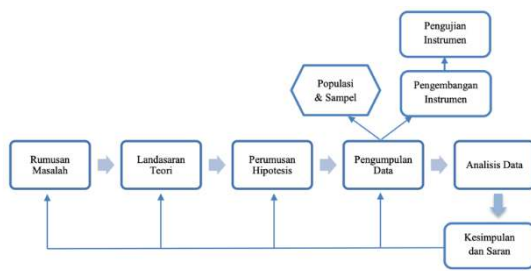 Pengujian
Instrumen
Populasi
& Sampel
Pengembangan
Instrumen
Rumusan
Masalah
Landasaran
Teori
Perumusan
Hipotesis
Pengumpulan
Data
Analisis Data
Kesimpulan
dan Saran